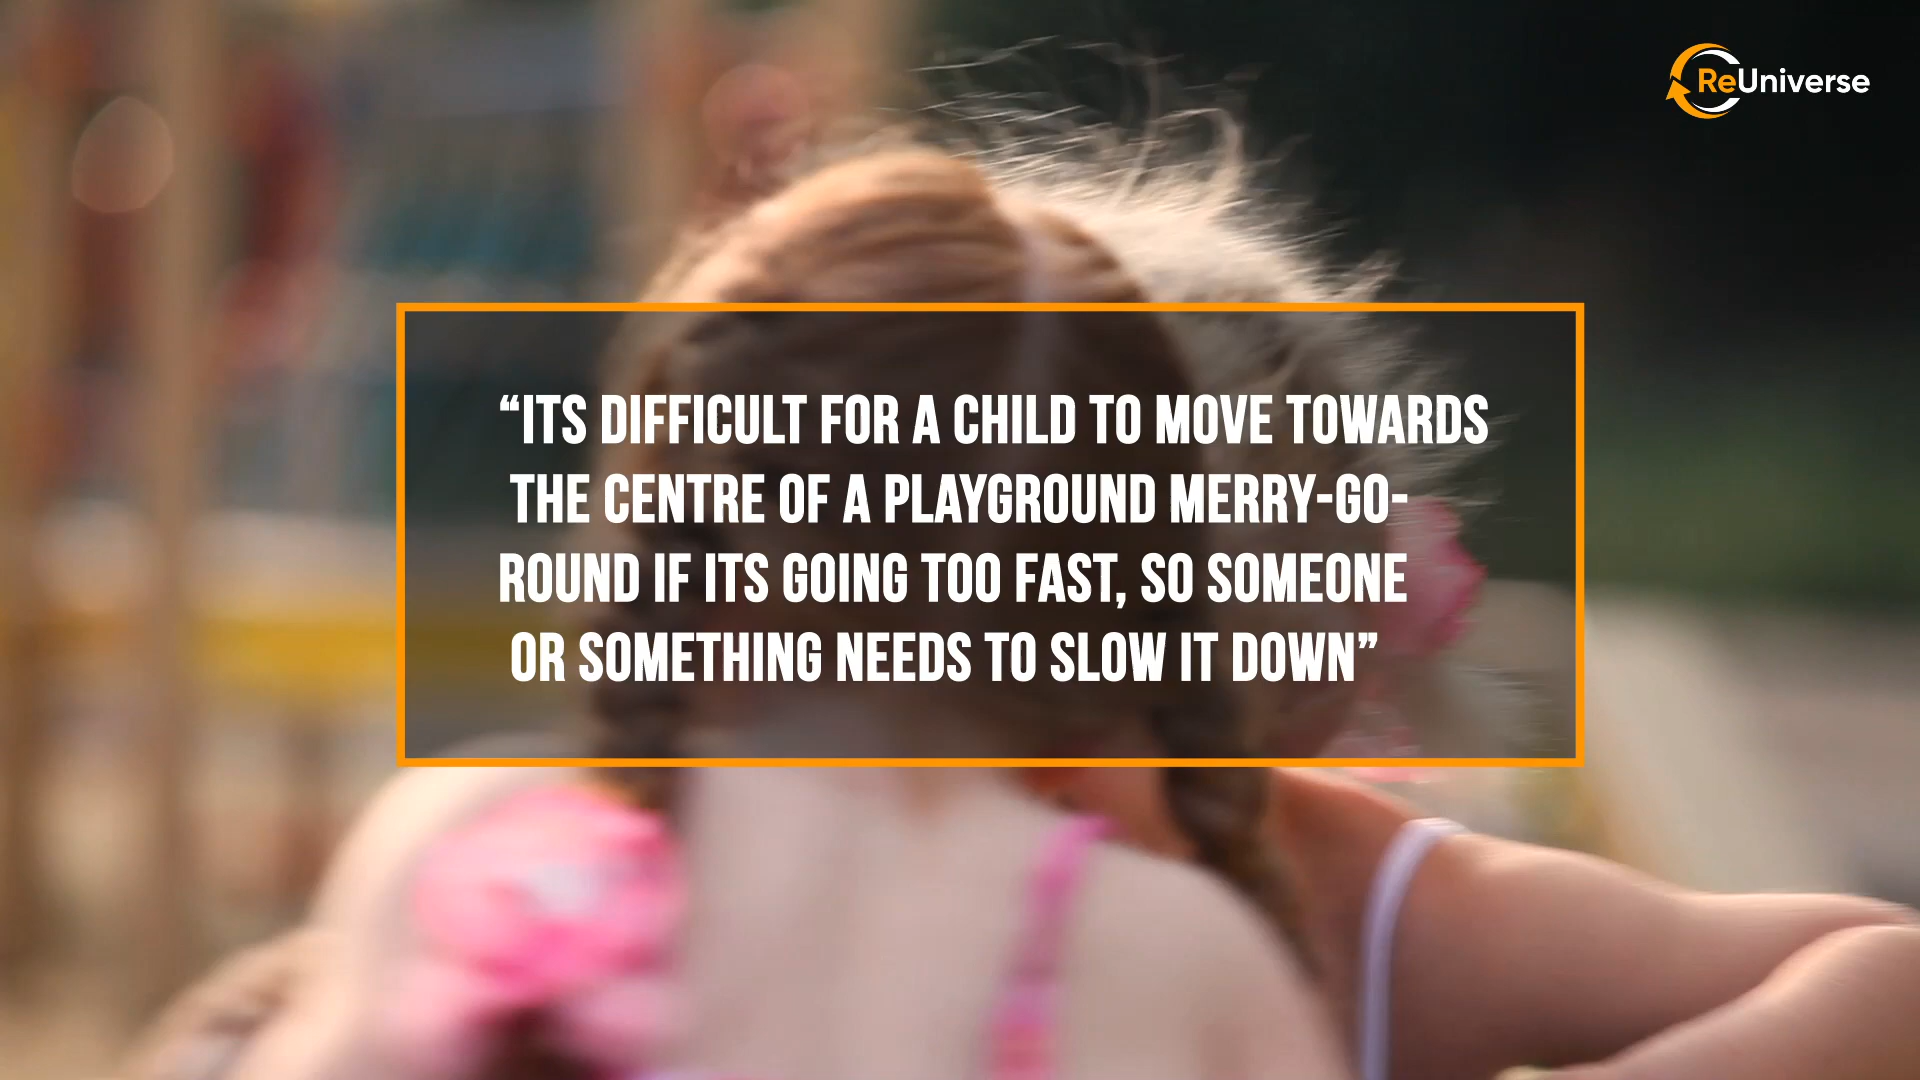 ReUniverse
“ITS DIFFICULT FOR A CHILD TO MOVE TOWARDS
THE CENTRE OF A PLAYGROUND MERRY-GO-
ROUND IF ITS GOING TOO FAST, SO SOMEONE
OR SOMETHING NEEDS TO SLOW IT DOWN”